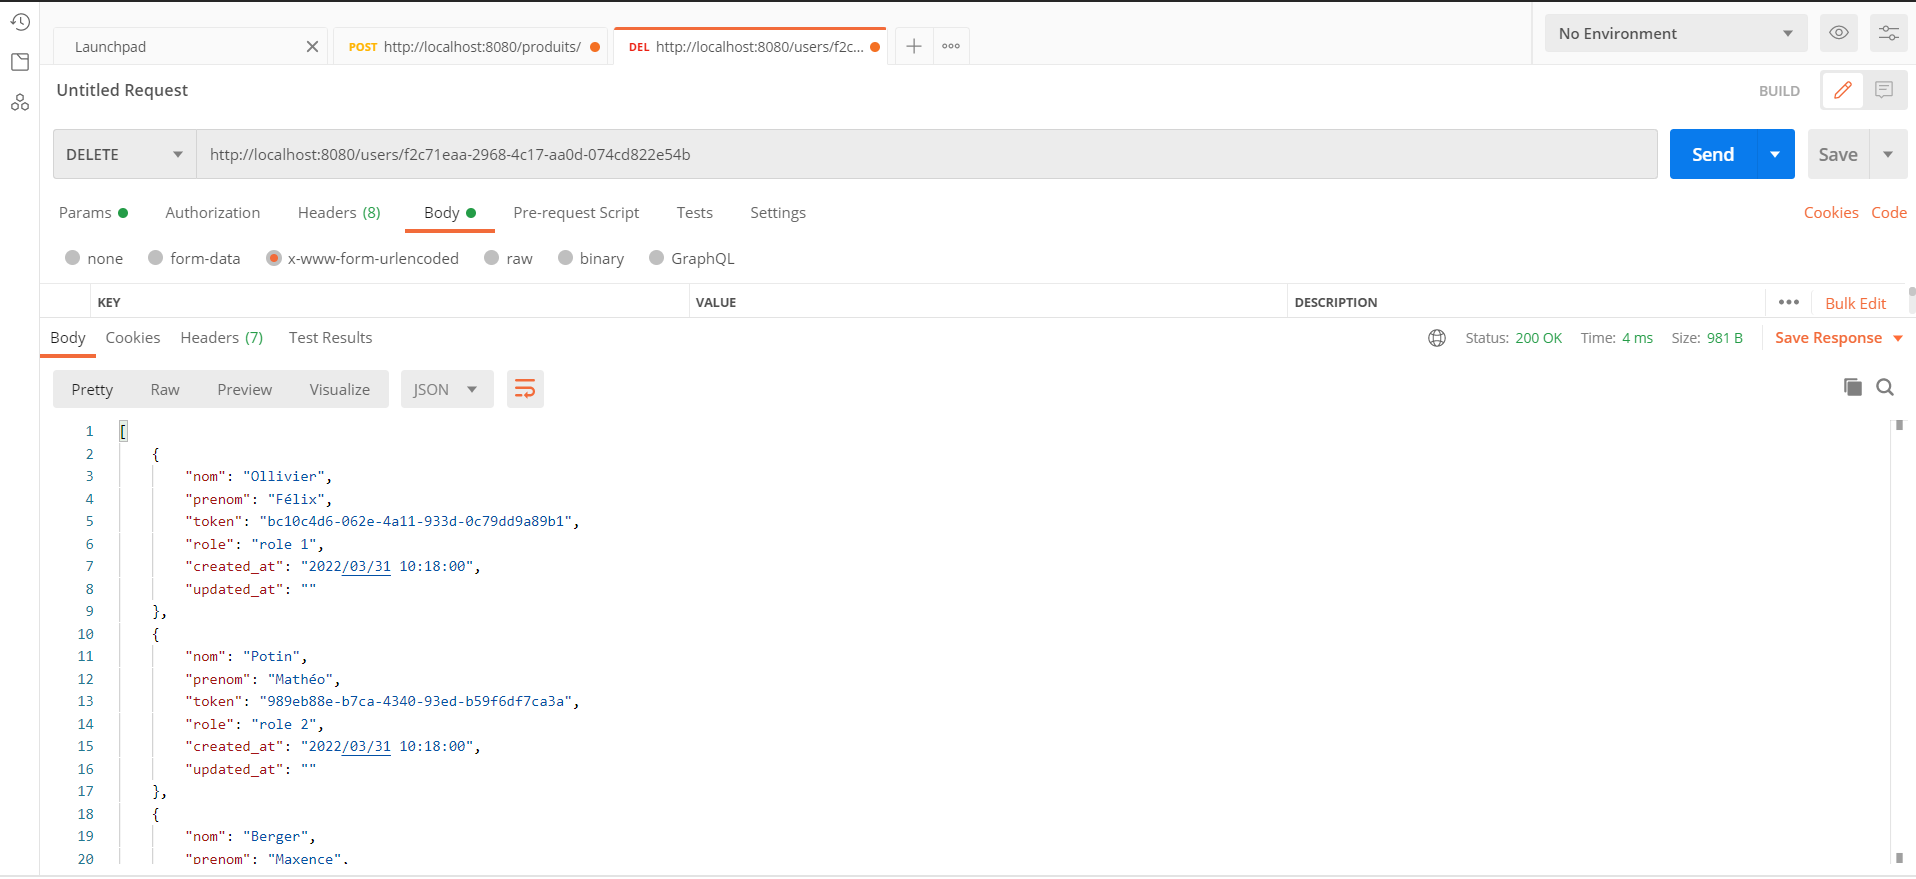 Launchpad
POST http://localhost:8080/produits/
DEL http://localhost:8080/users/f2c...
No Environment
Untitled Request
BUILD
DELETE
http://localhost:8080/users/f2c71eaa-2968-4c17-aa0d-074cd822e54b
Send
Save
Params Authorization Headers (8) Body Pre-request Script Tests Settings
Cookies Code
none form-data x-www-form-urlencoded raw binary GraphQL
KEY VALUE DESCRIPTION Bulk Edit
Body Cookies Headers (7) Test Results
Status: 200 OK Time: 4 ms Size: 981 B Save Response
Pretty Raw Preview Visualize JSON
1 [
2 {
3 "nom": "Ollivier",
4 "prenom": "Félix",
5 "token": "bc10c4d6-062e-4a11-933d-0c79dd9a89b1",
6 "role": "role 1",
7 "created_at": "2022/03/31 10:18:00",
8 "updated_at": ""
9 },
10 {
11 "nom": "Potin",
12 "prenom": "Mathéo",
13 "token": "989eb88e-b7ca-4340-93ed-b59f6df7ca3a",
14 "role": "role 2",
15 "created_at": "2022/03/31 10:18:00",
16 "updated_at": ""
17 },
18 {
19 "nom": "Berger",
20 "prenom": "Maxence",